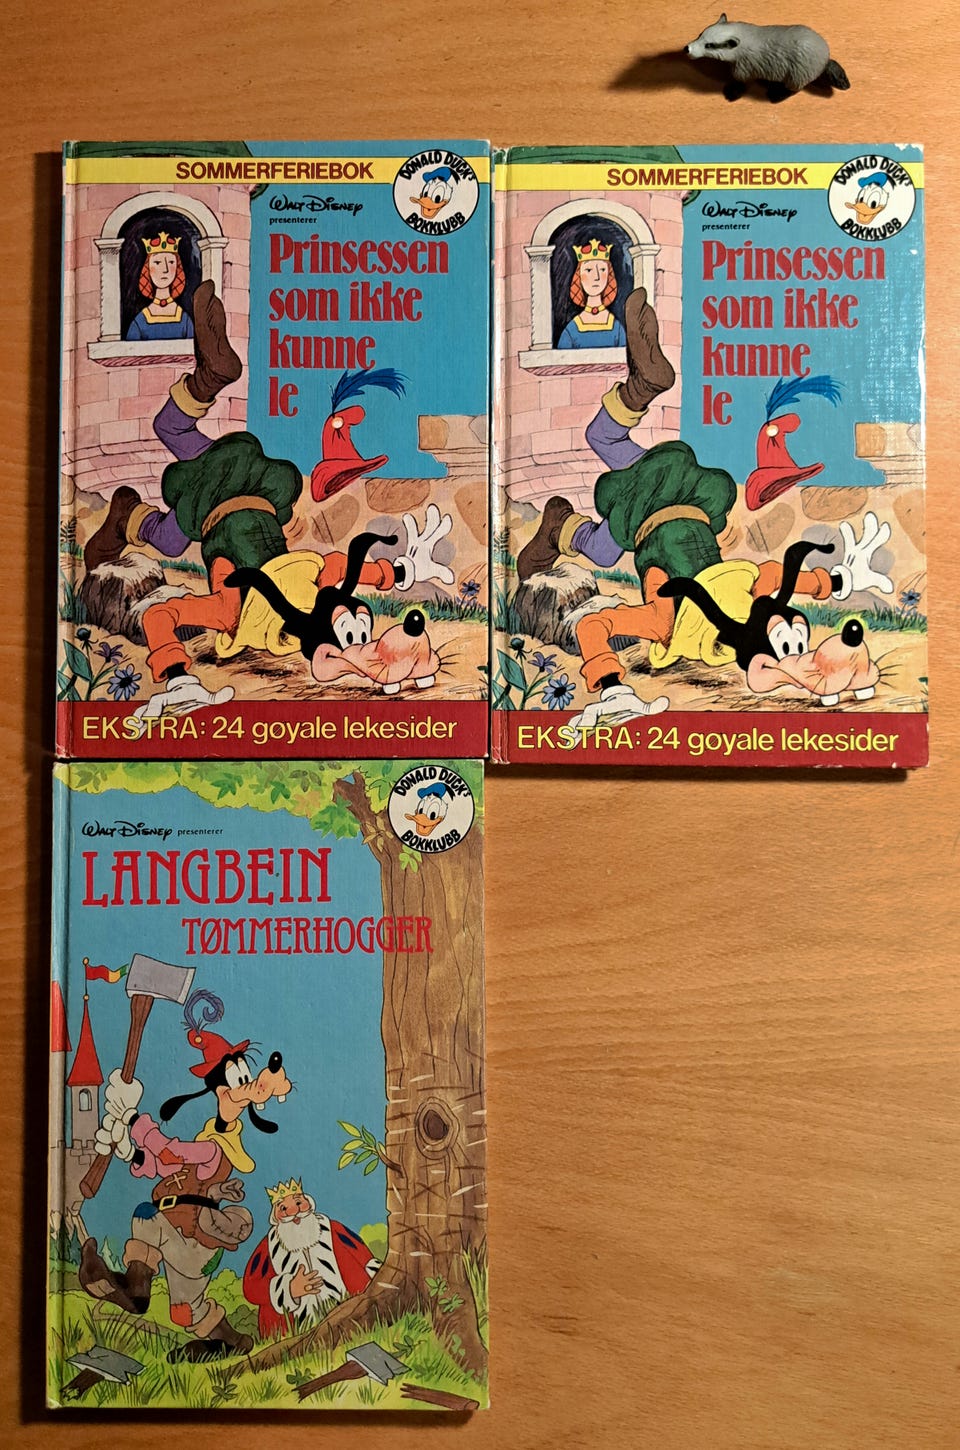 SOMMERFERIEBOK
DONALD DUCK's
BOKKLUBB
WALT DISNEY
presenterer
Prinsessen
som ikke
kunne
le
EKSTRA: 24 gøyale lekesider
SOMMERFERIEBOK
DONALD DUCK's
BOKKLUBB
WALT DISNEY
presenterer
Prinsessen
som ikke
kunne
le
EKSTRA: 24 gøyale lekesider
DONALD DUCK's
BOKKLUBB
WALT DISNEY presenterer
LANGBEIN
TØMMERHOGGER